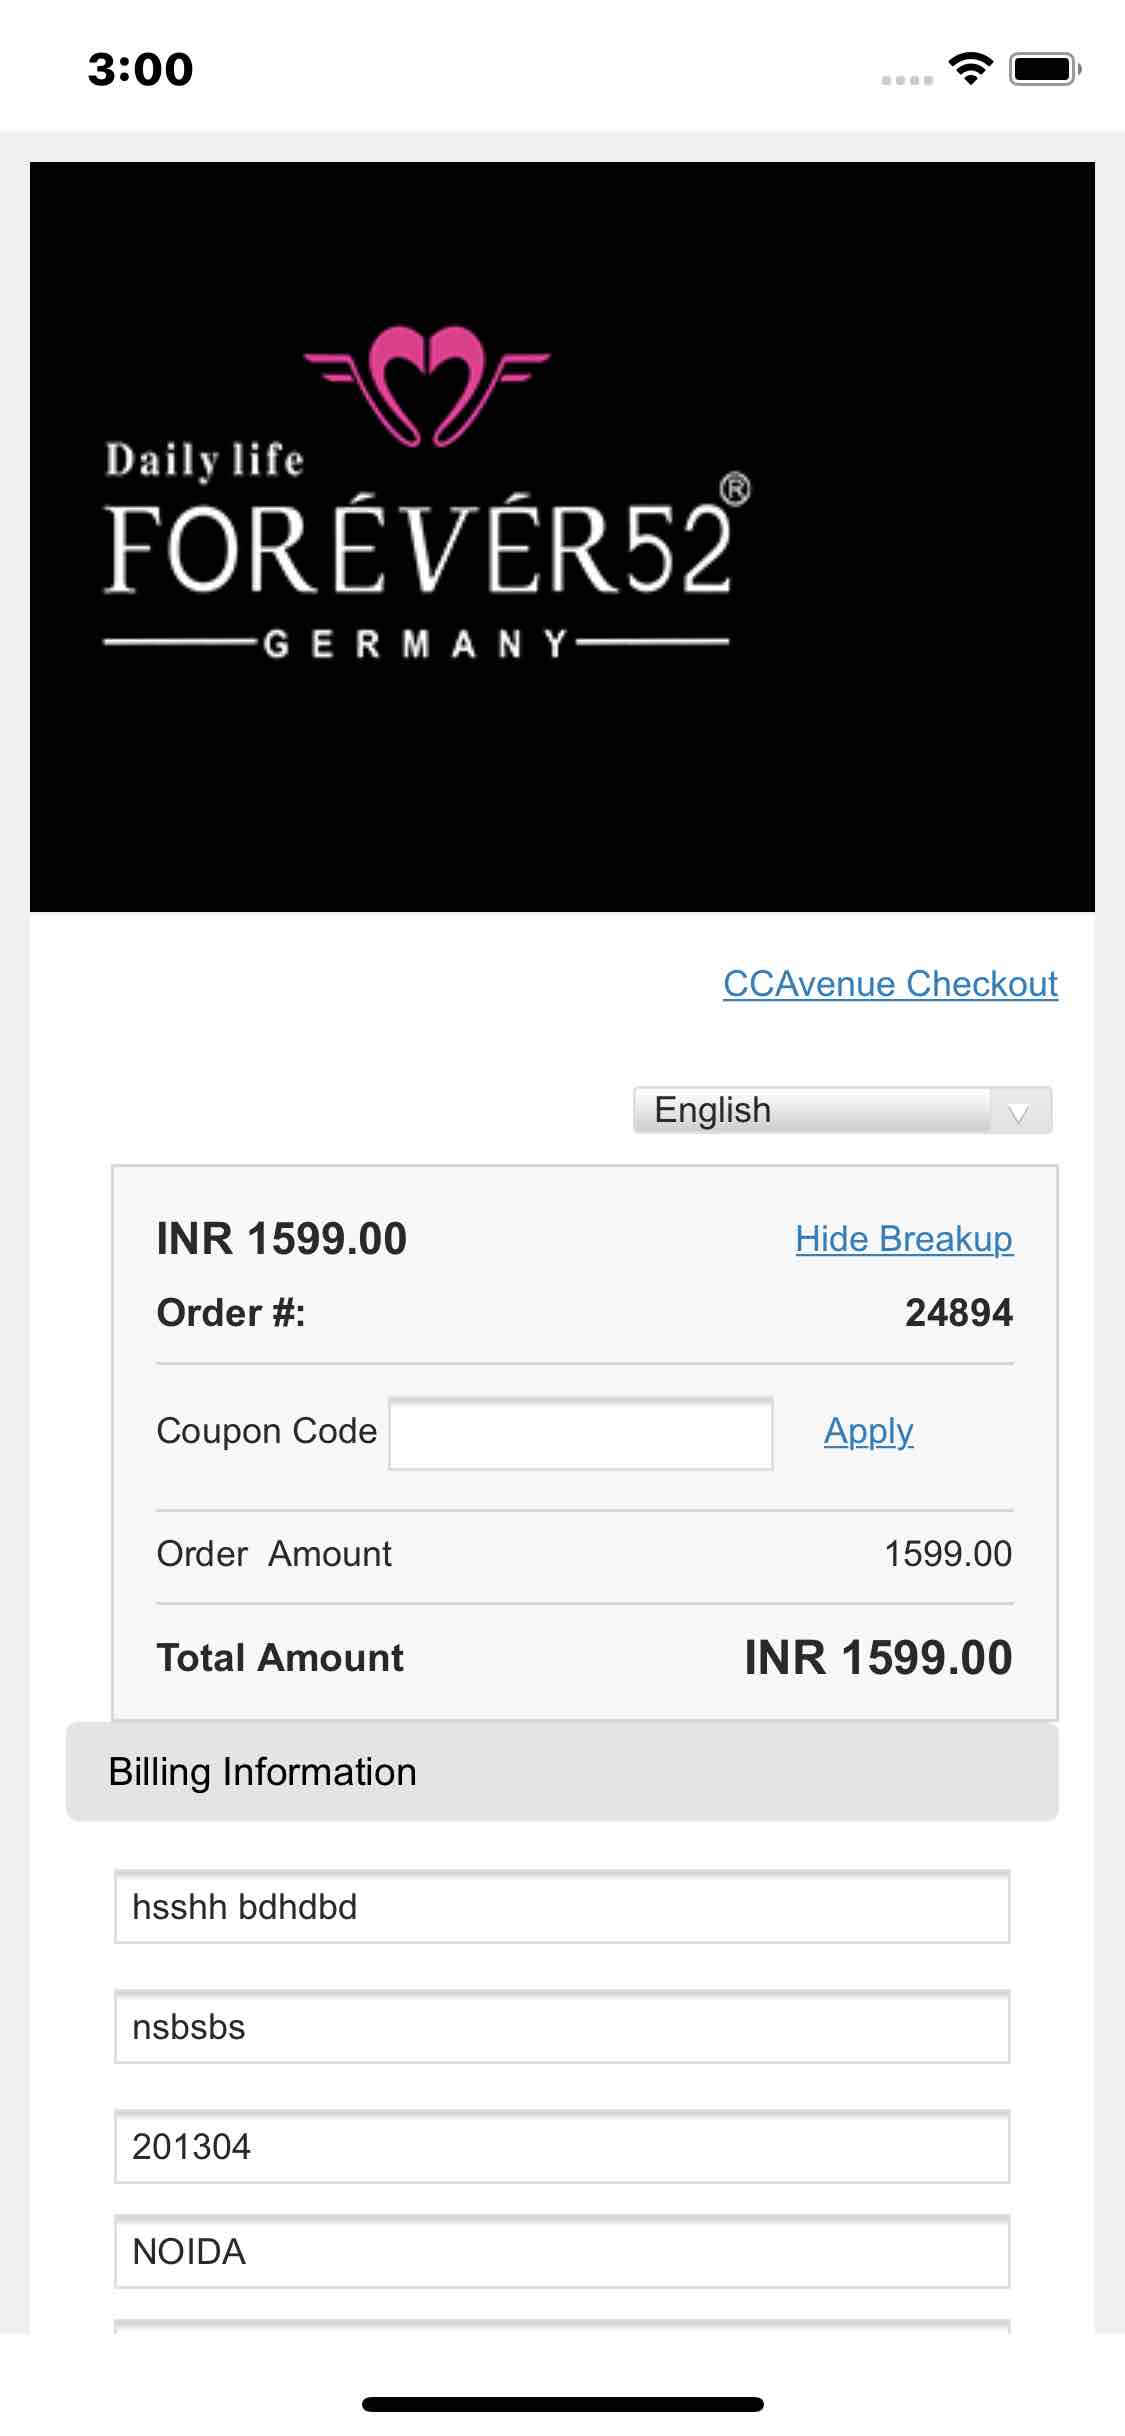 3:00
Daily life
FORÉVÉR52®
GERMANY
CCAvenue Checkout
English
INR 1599.00 Hide Breakup
Order #: 24894
Coupon Code Apply
Order Amount 1599.00
Total Amount INR 1599.00
Billing Information
hsshh bdhdbd
nsbsbs
201304
NOIDA